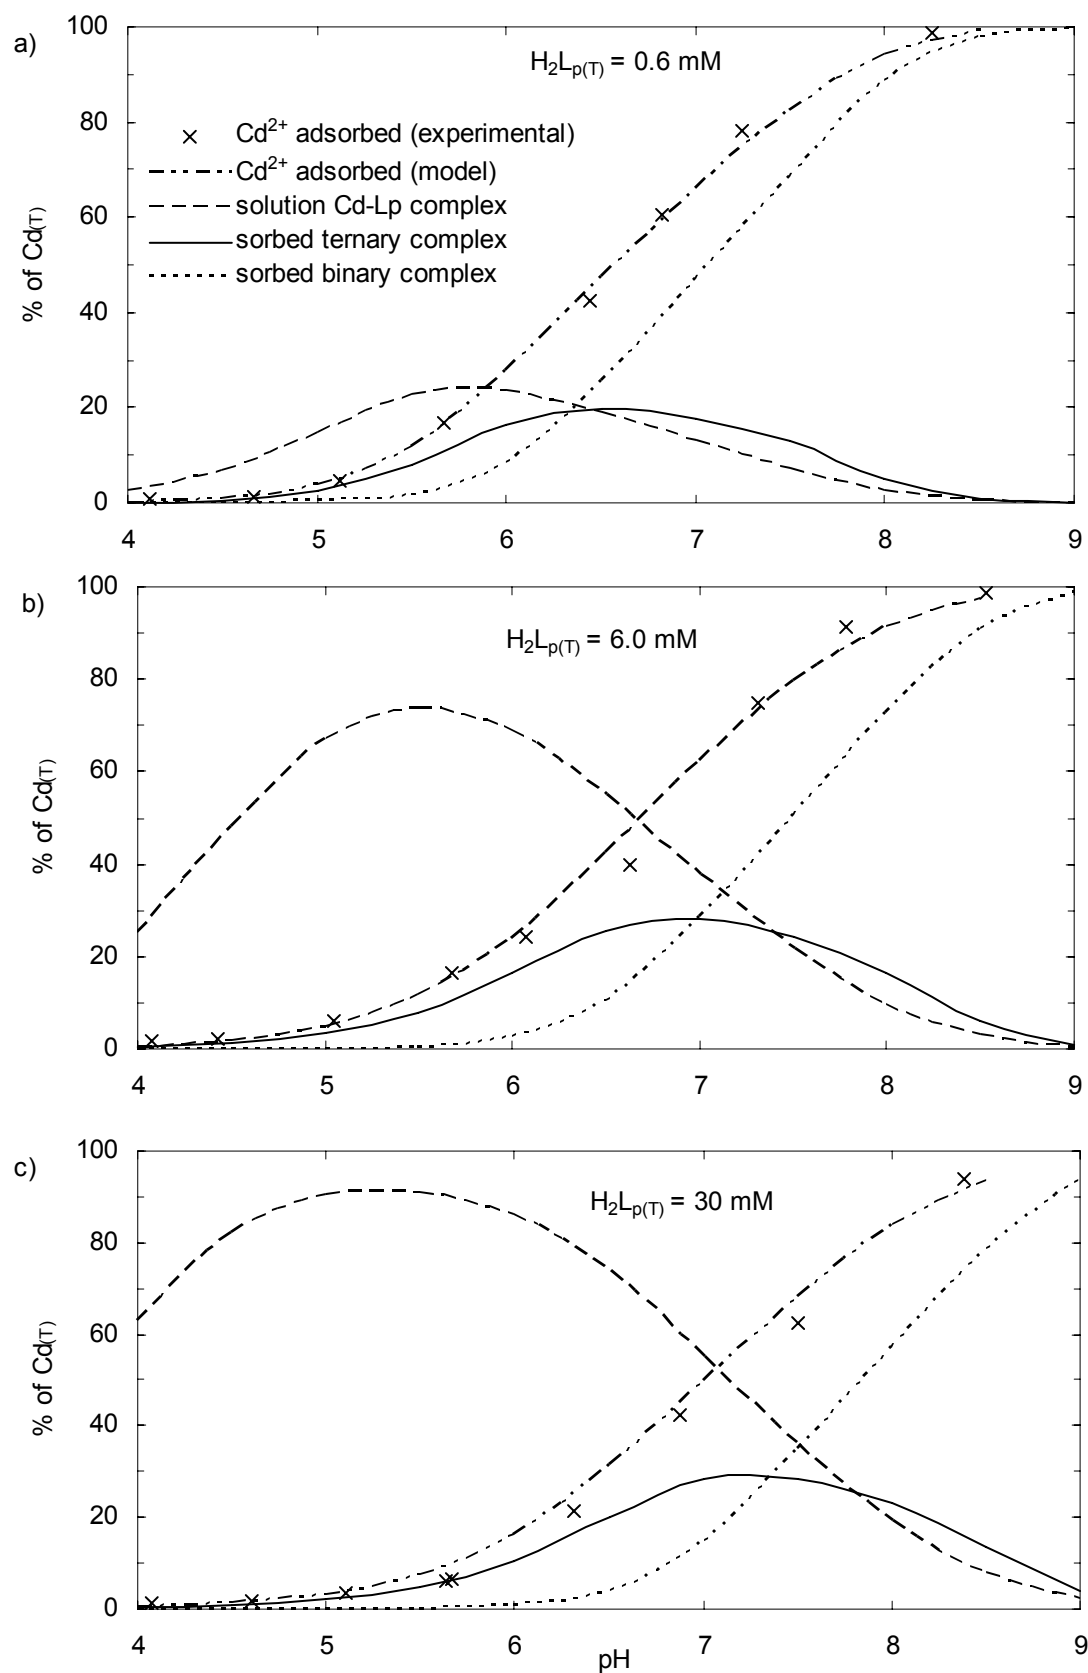 a)
H₂Lp(T) = 0.6 mM
Cd²⁺ adsorbed (experimental)
Cd²⁺ adsorbed (model)
solution Cd-Lp complex
sorbed ternary complex
sorbed binary complex
% of Cd(T)
100
80
60
40
20
0
4 5 6 7 8 9
b)
H₂Lp(T) = 6.0 mM
% of Cd(T)
100
80
60
40
20
0
4 5 6 7 8 9
c)
H₂Lp(T) = 30 mM
% of Cd(T)
100
80
60
40
20
0
4 5 6 7 8 9
pH